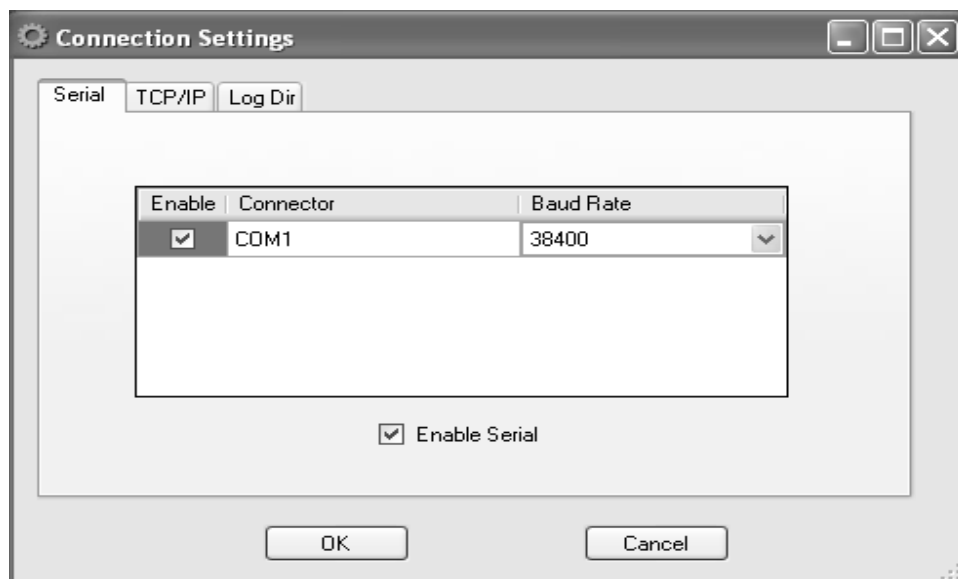 Connection Settings
Serial TCP/IP Log Dir
Enable Connector Baud Rate
COM1 38400
Enable Serial
OK Cancel